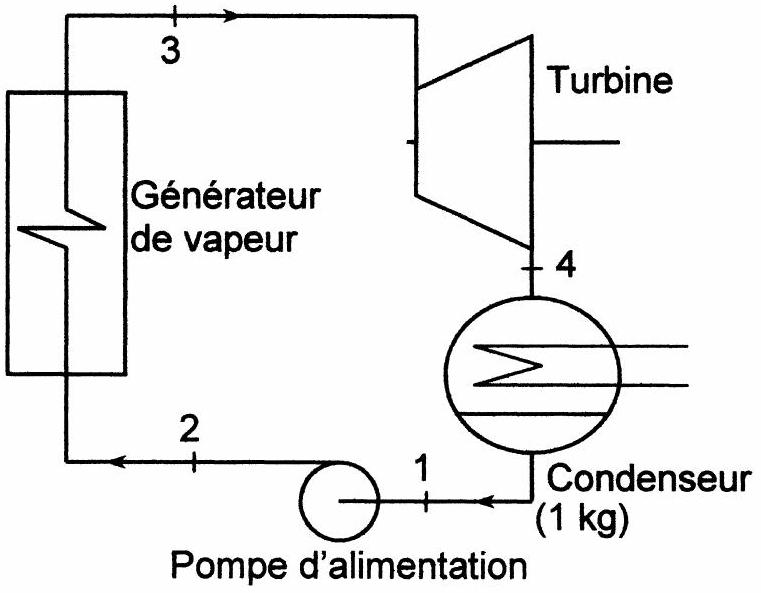 3
Turbine
Générateur
de vapeur
4
2
1
Condenseur
(1 kg)
Pompe d'alimentation